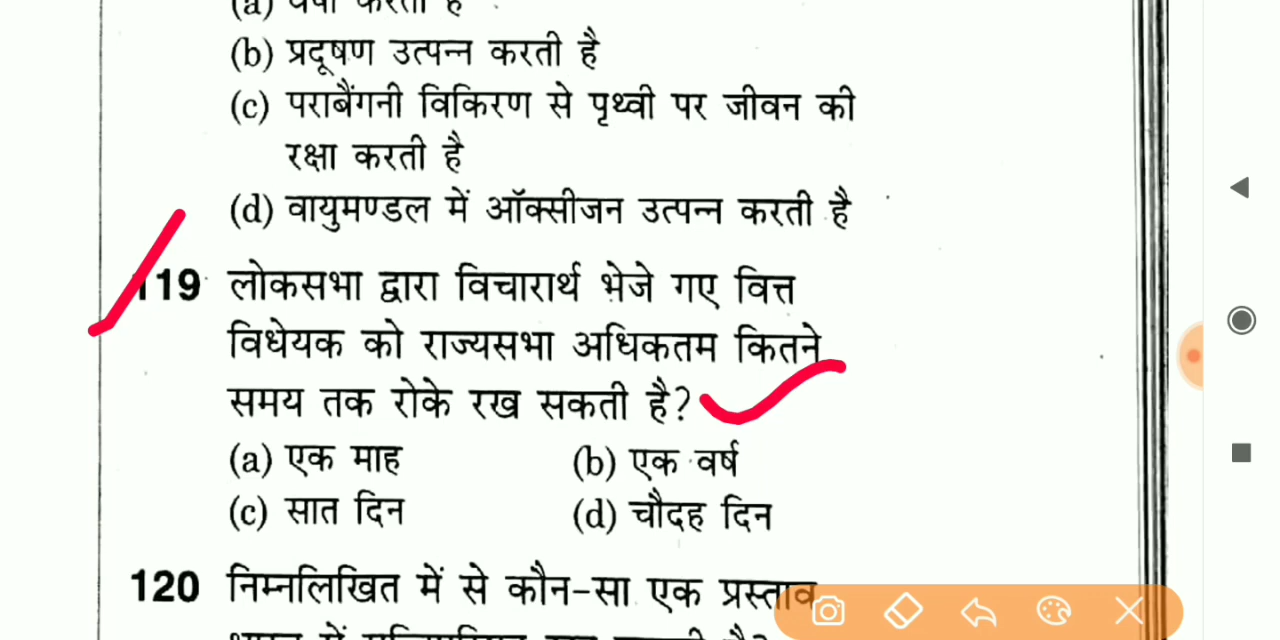 (b) प्रदूषण उत्पन्न करती है
(c) पराबैंगनी विकिरण से पृथ्वी पर जीवन की
रक्षा करती है
(d) वायुमण्डल में ऑक्सीजन उत्पन्न करती है
119 लोकसभा द्वारा विचारार्थ भेजे गए वित्त
विधेयक को राज्यसभा अधिकतम कितने
समय तक रोके रख सकती है?
(a) एक माह (b) एक वर्ष
(c) सात दिन (d) चौदह दिन
120 निम्नलिखित में से कौन-सा एक प्रस्ताव